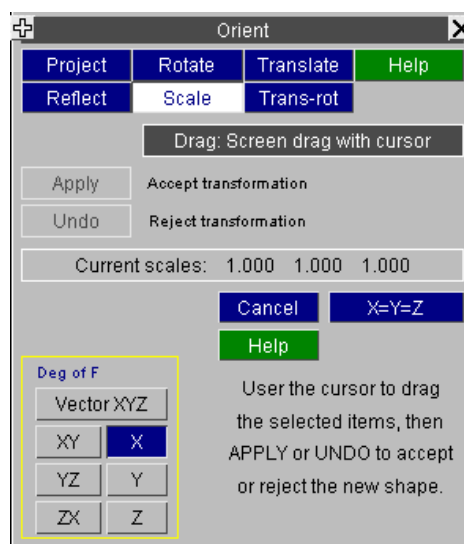 Orient
Project Rotate Translate Help
Reflect Scale Trans-rot
Drag: Screen drag with cursor
Apply Accept transformation
Undo Reject transformation
Current scales: 1.000 1.000 1.000
Cancel X=Y=Z
Help
Deg of F
Vector XYZ
XY X
YZ Y
ZX Z
User the cursor to drag
the selected items, then
APPLY or UNDO to accept
or reject the new shape.